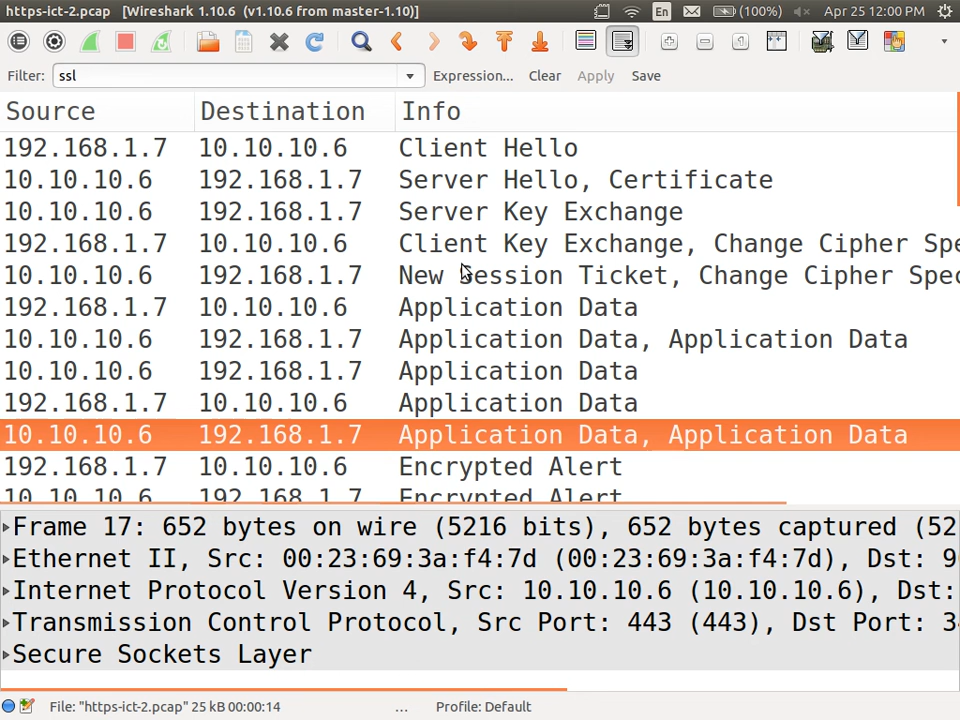 https-ict-2.pcap [Wireshark 1.10.6 (v1.10.6 from master-1.10)] En (100%) Apr 25 12:00 PM
Filter: ssl Expression... Clear Apply Save
Source Destination Info
192.168.1.7 10.10.10.6 Client Hello
10.10.10.6 192.168.1.7 Server Hello, Certificate
10.10.10.6 192.168.1.7 Server Key Exchange
192.168.1.7 10.10.10.6 Client Key Exchange, Change Cipher Spe
10.10.10.6 192.168.1.7 New Session Ticket, Change Cipher Spec
192.168.1.7 10.10.10.6 Application Data
10.10.10.6 192.168.1.7 Application Data, Application Data
10.10.10.6 192.168.1.7 Application Data
192.168.1.7 10.10.10.6 Application Data
10.10.10.6 192.168.1.7 Application Data, Application Data
192.168.1.7 10.10.10.6 Encrypted Alert
10.10.10.6 192.168.1.7 Encrypted Alert
Frame 17: 652 bytes on wire (5216 bits), 652 bytes captured (52
Ethernet II, Src: 00:23:69:3a:f4:7d (00:23:69:3a:f4:7d), Dst: 9
Internet Protocol Version 4, Src: 10.10.10.6 (10.10.10.6), Dst:
Transmission Control Protocol, Src Port: 443 (443), Dst Port: 3
Secure Sockets Layer
File: "https-ict-2.pcap" 25 kB 00:00:14 ... Profile: Default